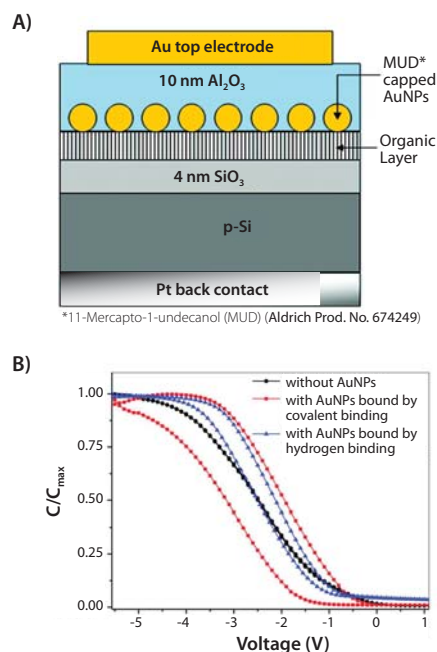 A)
Au top electrode
10 nm Al₂O₃
MUD*
capped
AuNPs
Organic
Layer
4 nm SiO₃
p-Si
Pt back contact
*11-Mercapto-1-undecanol (MUD) (Aldrich Prod. No. 674249)
B)
1.00
0.75
0.50
0.25
0.00
C/Cmax
without AuNPs
with AuNPs bound by
covalent binding
with AuNPs bound by
hydrogen binding
-5 -4 -3 -2 -1 0 1
Voltage (V)